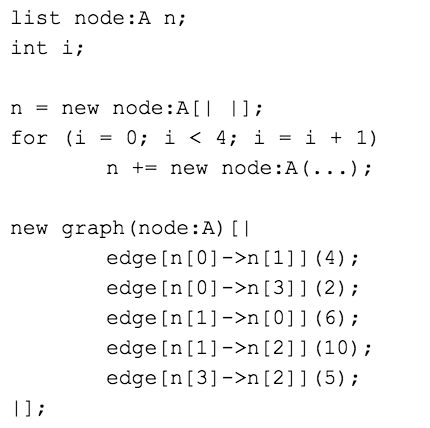 list node:A n;
int i;

n = new node:A[| |];
for (i = 0; i < 4; i = i + 1)
        n += new node:A(...);

new graph(node:A)[|
        edge[n[0]->n[1]](4);
        edge[n[0]->n[3]](2);
        edge[n[1]->n[0]](6);
        edge[n[1]->n[2]](10);
        edge[n[3]->n[2]](5);
|];